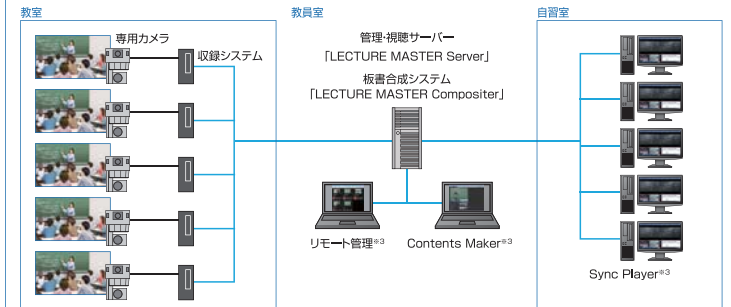 教室
専用カメラ
収録システム
教員室
管理・視聴サーバー
「LECTURE MASTER Server」
板書合成システム
「LECTURE MASTER Compositer」
リモート管理※3
Contents Maker※3
自習室
Sync Player※3